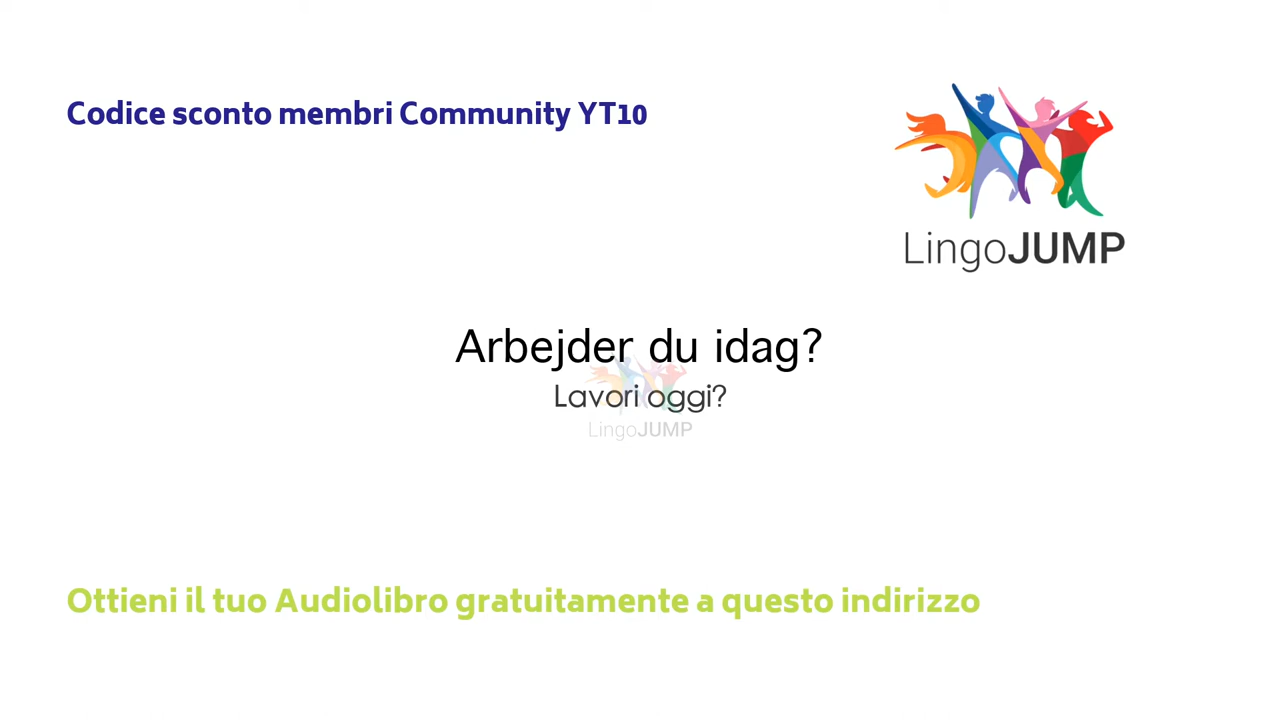 Codice sconto membri Community YT10
LingoJUMP
Arbejder du idag?
Lavori oggi?
LingoJUMP
Ottieni il tuo Audiolibro gratuitamente a questo indirizzo